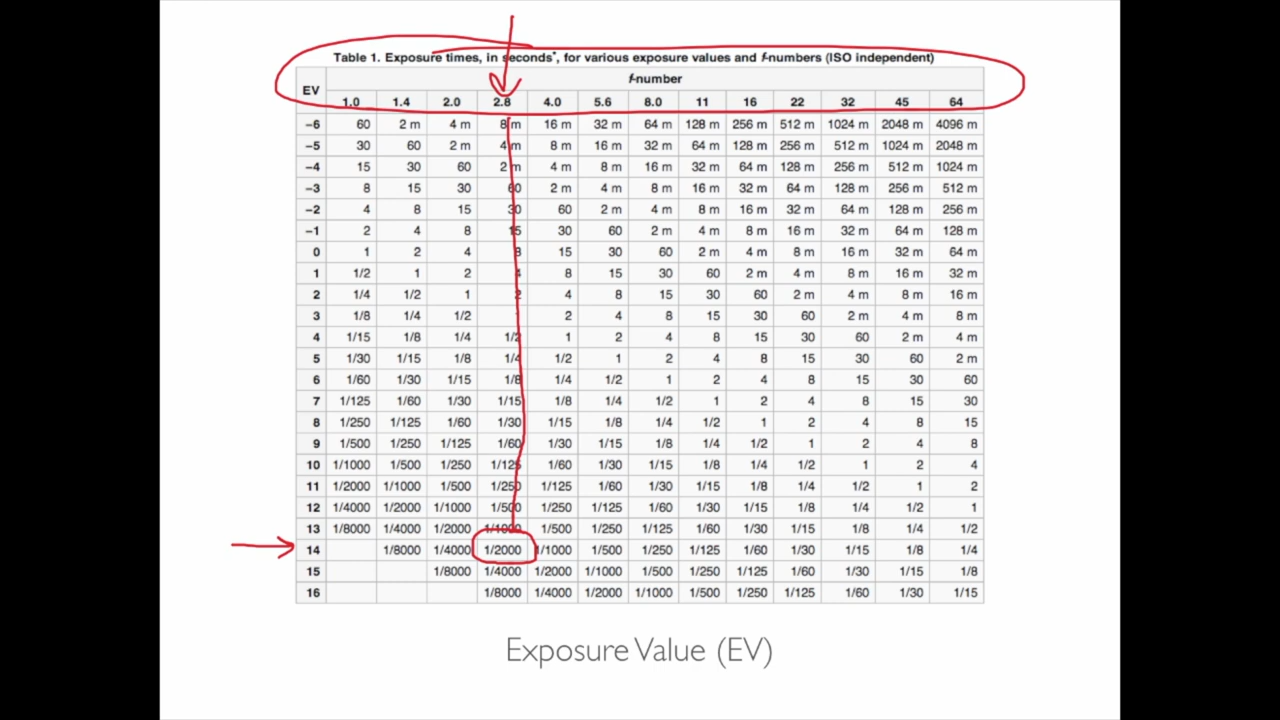 Table 1. Exposure times, in seconds*, for various exposure values and f-numbers (ISO independent)
EV f-number
1.0 1.4 2.0 2.8 4.0 5.6 8.0 11 16 22 32 45 64
−6 60 2 m 4 m 8 m 16 m 32 m 64 m 128 m 256 m 512 m 1024 m 2048 m 4096 m
−5 30 60 2 m 4 m 8 m 16 m 32 m 64 m 128 m 256 m 512 m 1024 m 2048 m
−4 15 30 60 2 m 4 m 8 m 16 m 32 m 64 m 128 m 256 m 512 m 1024 m
−3 8 15 30 60 2 m 4 m 8 m 16 m 32 m 64 m 128 m 256 m 512 m
−2 4 8 15 30 60 2 m 4 m 8 m 16 m 32 m 64 m 128 m 256 m
−1 2 4 8 15 30 60 2 m 4 m 8 m 16 m 32 m 64 m 128 m
0 1 2 4 8 15 30 60 2 m 4 m 8 m 16 m 32 m 64 m
1 1/2 1 2 4 8 15 30 60 2 m 4 m 8 m 16 m 32 m
2 1/4 1/2 1 2 4 8 15 30 60 2 m 4 m 8 m 16 m
3 1/8 1/4 1/2 2 4 8 15 30 60 2 m 4 m 8 m
4 1/15 1/8 1/4 1/2 1 2 4 8 15 30 60 2 m 4 m
5 1/30 1/15 1/8 1/4 1/2 1 2 4 8 15 30 60 2 m
6 1/60 1/30 1/15 1/8 1/4 1/2 1 2 4 8 15 30 60
7 1/125 1/60 1/30 1/15 1/8 1/4 1/2 1 2 4 8 15 30
8 1/250 1/125 1/60 1/30 1/15 1/8 1/4 1/2 1 2 4 8 15
9 1/500 1/250 1/125 1/60 1/30 1/15 1/8 1/4 1/2 1 2 4 8
10 1/1000 1/500 1/250 1/125 1/60 1/30 1/15 1/8 1/4 1/2 1 2 4
11 1/2000 1/1000 1/500 1/250 1/125 1/60 1/30 1/15 1/8 1/4 1/2 1 2
12 1/4000 1/2000 1/1000 1/500 1/250 1/125 1/60 1/30 1/15 1/8 1/4 1/2 1
13 1/8000 1/4000 1/2000 1/1000 1/500 1/250 1/125 1/60 1/30 1/15 1/8 1/4 1/2
14 1/8000 1/4000 1/2000 1/1000 1/500 1/250 1/125 1/60 1/30 1/15 1/8 1/4
15 1/8000 1/4000 1/2000 1/1000 1/500 1/250 1/125 1/60 1/30 1/15 1/8
16 1/8000 1/4000 1/2000 1/1000 1/500 1/250 1/125 1/60 1/30 1/15
Exposure Value (EV)